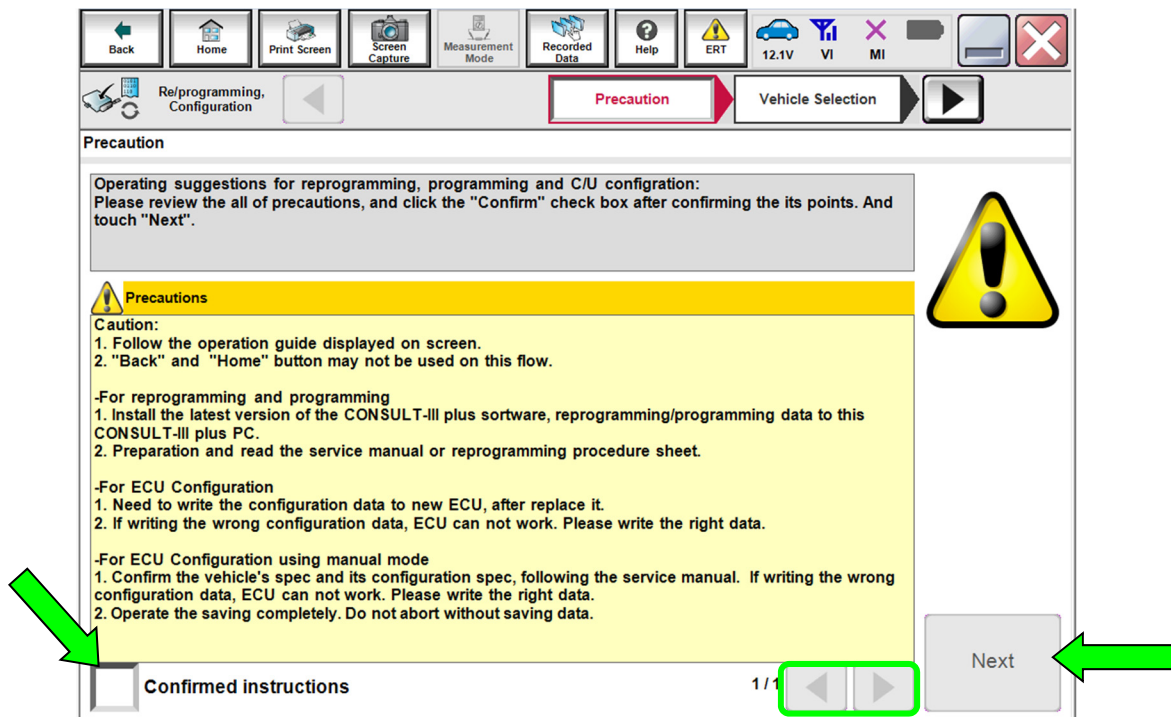 Back
Home
Print Screen
Screen
Capture
Measurement
Mode
Recorded
Data
Help
ERT
12.1V
VI
MI
Re/programming,
Configuration
Precaution
Vehicle Selection
Precaution
Operating suggestions for reprogramming, programming and C/U configration:
Please review the all of precautions, and click the "Confirm" check box after confirming the its points. And
touch "Next".
Precautions
Caution:
1. Follow the operation guide displayed on screen.
2. "Back" and "Home" button may not be used on this flow.
-For reprogramming and programming
1. Install the latest version of the CONSULT-III plus sortware, reprogramming/programming data to this
CONSULT-III plus PC.
2. Preparation and read the service manual or reprogramming procedure sheet.
-For ECU Configuration
1. Need to write the configuration data to new ECU, after replace it.
2. If writing the wrong configuration data, ECU can not work. Please write the right data.
-For ECU Configuration using manual mode
1. Confirm the vehicle's spec and its configuration spec, following the service manual. If writing the wrong
configuration data, ECU can not work. Please write the right data.
2. Operate the saving completely. Do not abort without saving data.
Confirmed instructions
1/1
Next